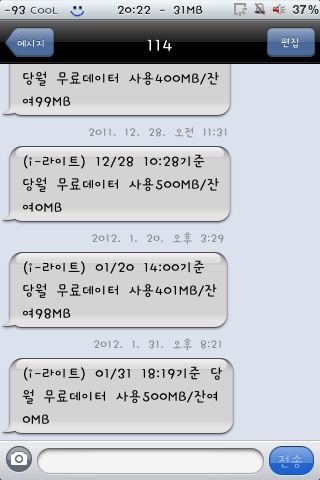 -93 COOL 20:22 - 31MB 37%
메시지 114 편집
당월 무료데이터 사용400MB/잔
여99MB
2011. 12. 28. 오전 11:31
(i-라이트) 12/28 10:28기준
당월 무료데이터 사용500MB/잔
여0MB
2012. 1. 20. 오후 3:29
(i-라이트) 01/20 14:00기준
당월 무료데이터 사용401MB/잔
여98MB
2012. 1. 31. 오후 8:21
(i-라이트) 01/31 18:19기준 당
월 무료데이터 사용500MB/잔여
0MB
전송